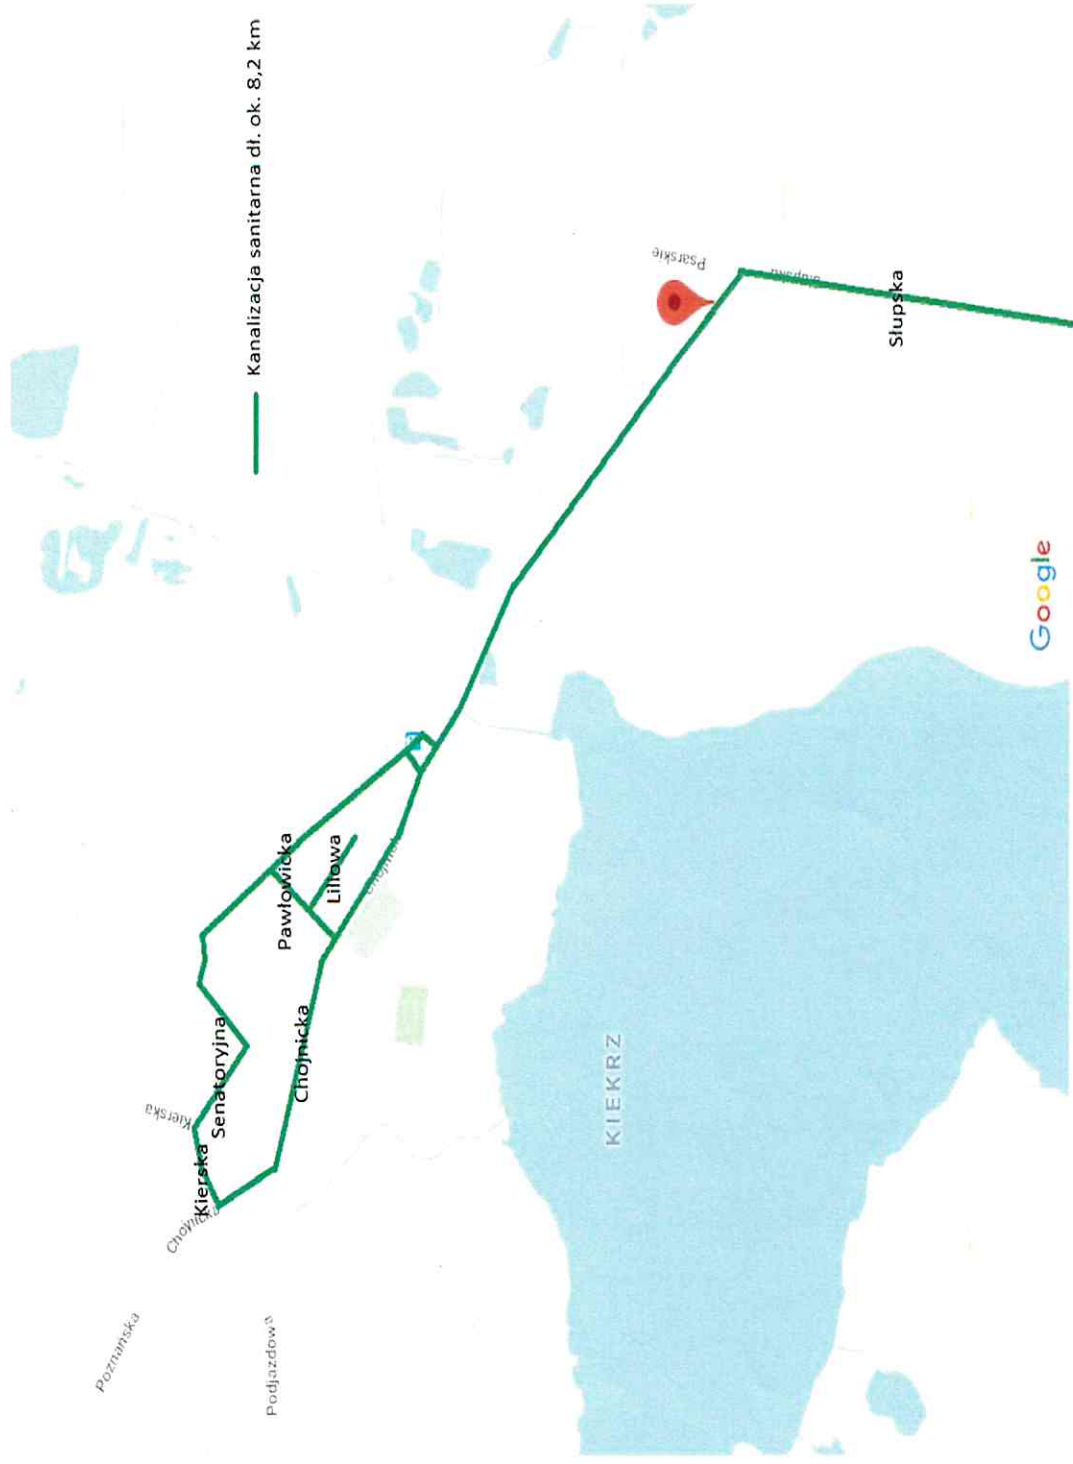 Kanalizacja sanitarna dł. ok. 8,2 km
Poznańska
Podjazdowa
Chojnicka
Kierska
Kierska
Senatoryjna
Chojnicka
Pawłowicka
Liliowa
KIEKRZ
Psarskie
Słupska
Google